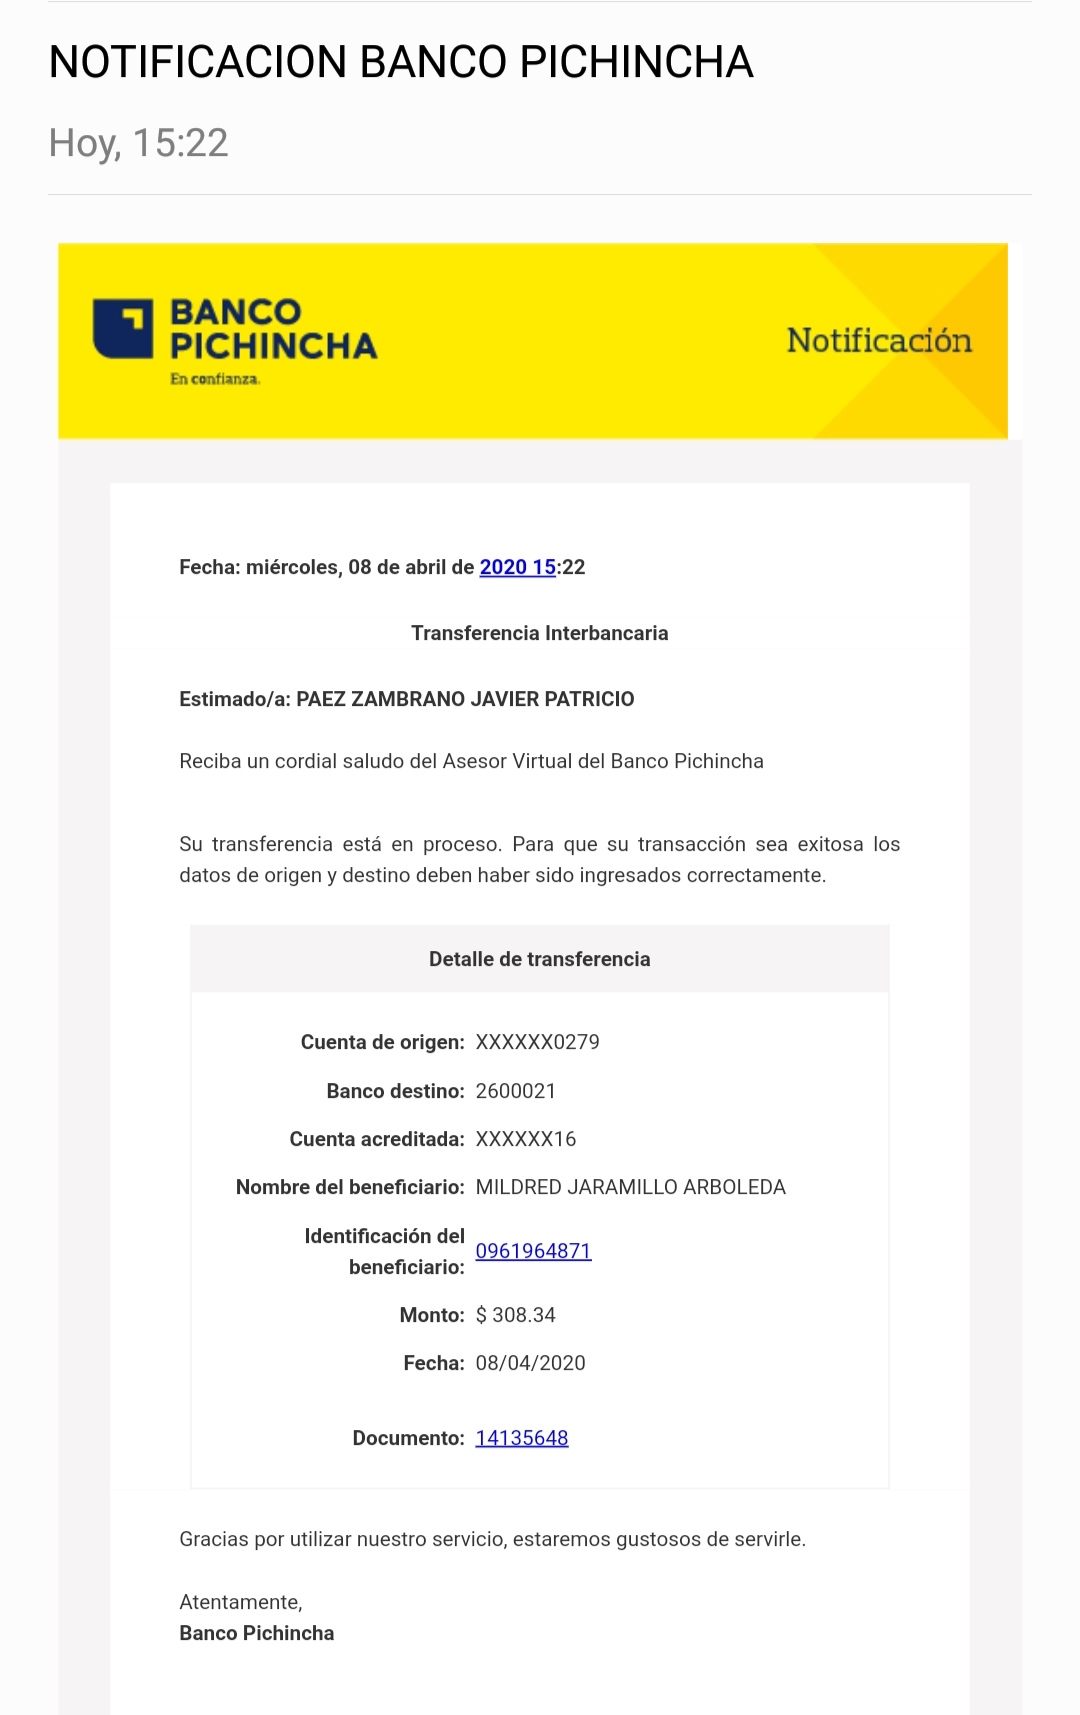 NOTIFICACION BANCO PICHINCHA
Hoy, 15:22
BANCO
PICHINCHA
En confianza.
Notificación
Fecha: miércoles, 08 de abril de 2020 15:22
Transferencia Interbancaria
Estimado/a: PAEZ ZAMBRANO JAVIER PATRICIO
Reciba un cordial saludo del Asesor Virtual del Banco Pichincha
Su transferencia está en proceso. Para que su transacción sea exitosa los
datos de origen y destino deben haber sido ingresados correctamente.
Detalle de transferencia
Cuenta de origen: XXXXXX0279
Banco destino: 2600021
Cuenta acreditada: XXXXXX16
Nombre del beneficiario: MILDRED JARAMILLO ARBOLEDA
Identificación del
beneficiario: 0961964871
Monto: $ 308.34
Fecha: 08/04/2020
Documento: 14135648
Gracias por utilizar nuestro servicio, estaremos gustosos de servirle.
Atentamente,
Banco Pichincha